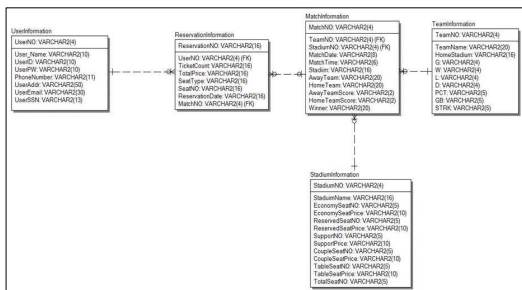 UserInformation
UserNO: VARCHAR2(4)
User_Name: VARCHAR2(10)
UserID: VARCHAR2(10)
UserPW: VARCHAR2(10)
PhoneNumber: VARCHAR2(11)
UserAddr: VARCHAR2(50)
UserEmail: VARCHAR2(30)
UserSSN: VARCHAR2(13)
ReservationInformation
ReservationNO: VARCHAR2(16)
UserNO: VARCHAR2(4) (FK)
TicketCount: VARCHAR2(16)
TotalPrice: VARCHAR2(16)
SeatType: VARCHAR2(16)
SeatNO: VARCHAR2(16)
ReservationDate: VARCHAR2(16)
MatchNO: VARCHAR2(4) (FK)
MatchInformation
MatchNO: VARCHAR2(4)
TeamNO: VARCHAR2(4) (FK)
StadiumNO: VARCHAR2(4) (FK)
MatchDate: VARCHAR2(8)
MatchTime: VARCHAR2(6)
Stadium: VARCHAR2(16)
AwayTeam: VARCHAR2(20)
HomeTeam: VARCHAR2(20)
AwayTeamScore: VARCHAR2(2)
HomeTeamScore: VARCHAR2(2)
Winner: VARCHAR2(20)
TeamInformation
TeamNO: VARCHAR2(4)
TeamName: VARCHAR2(20)
HomeStadium: VARCHAR2(16)
G: VARCHAR2(4)
W: VARCHAR2(4)
L: VARCHAR2(4)
D: VARCHAR2(4)
PCT: VARCHAR2(5)
GB: VARCHAR2(5)
STRK: VARCHAR2(5)
StadiumInformation
StadiumNO: VARCHAR2(4)
StaduimName: VARCHAR2(16)
EconomySeatNO: VARCHAR2(5)
EconomySeatPrice: VARCHAR2(10)
ReservedSeatNO: VARCHAR2(5)
ReservedSeatPrice: VARCHAR2(10)
SupportNO: VARCHAR2(5)
SupportPrice: VARCHAR2(10)
CoupleSeatNO: VARCHAR2(5)
CoupleSeatPrice: VARCHAR2(10)
TableSeatNO: VARCHAR2(5)
TableSeatPrice: VARCHAR2(10)
TotalSeatNO: VARCHAR2(5)